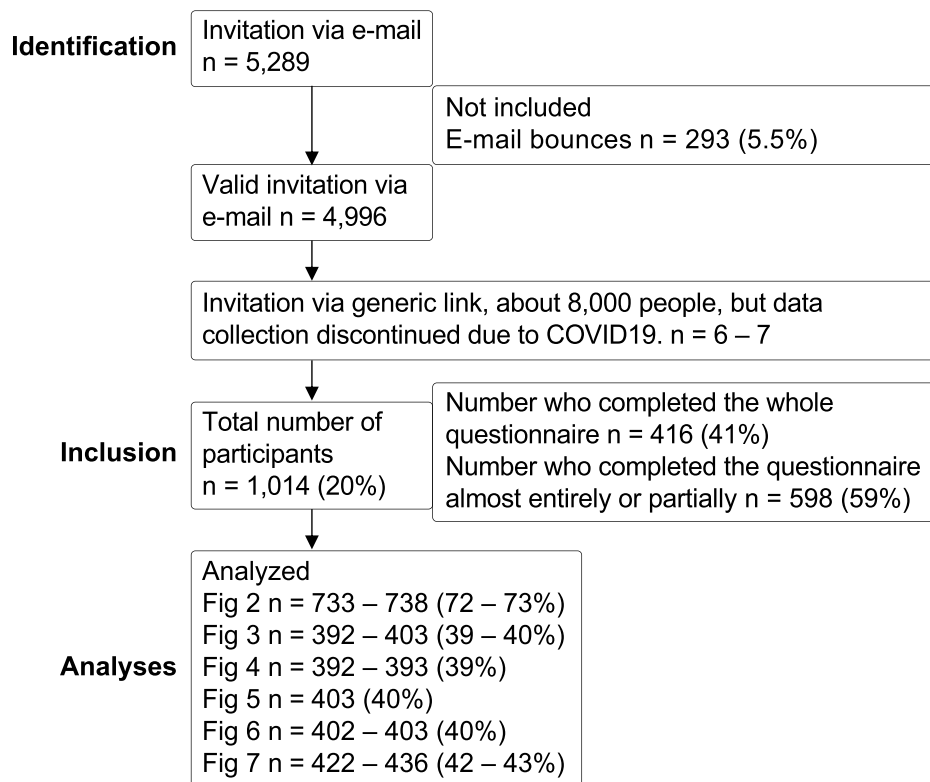 Identification
Invitation via e-mail
n = 5,289
Not included
E-mail bounces n = 293 (5.5%)
Valid invitation via
e-mail n = 4,996
Invitation via generic link, about 8,000 people, but data
collection discontinued due to COVID19. n = 6 – 7
Inclusion
Total number of
participants
n = 1,014 (20%)
Number who completed the whole
questionnaire n = 416 (41%)
Number who completed the questionnaire
almost entirely or partially n = 598 (59%)
Analyses
Analyzed
Fig 2 n = 733 – 738 (72 – 73%)
Fig 3 n = 392 – 403 (39 – 40%)
Fig 4 n = 392 – 393 (39%)
Fig 5 n = 403 (40%)
Fig 6 n = 402 – 403 (40%)
Fig 7 n = 422 – 436 (42 – 43%)